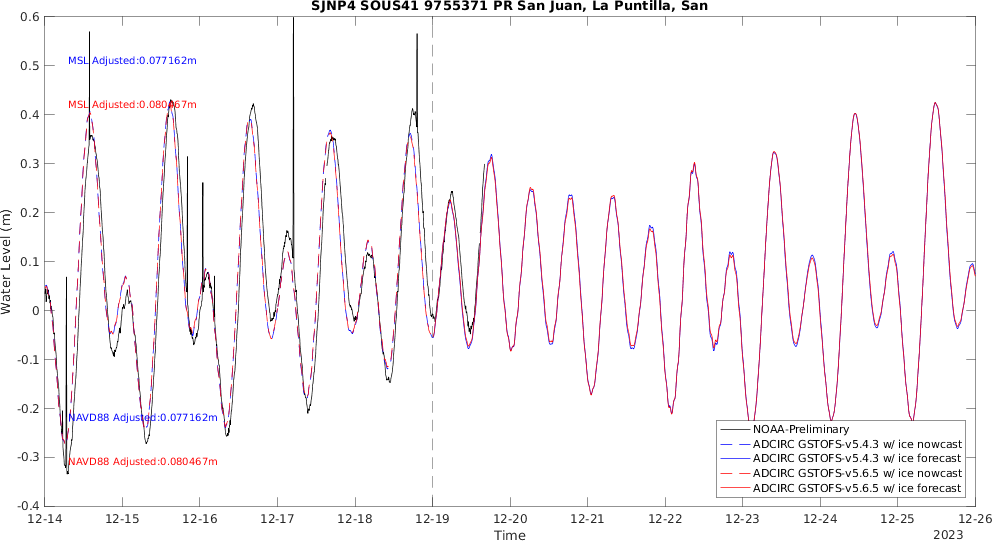 SJNP4 SOUS41 9755371 PR San Juan, La Puntilla, San
0.6
0.5
0.4
0.3
0.2
0.1
0
-0.1
-0.2
-0.3
-0.4
Water Level (m)
MSL Adjusted:0.077162m
MSL Adjusted:0.080467m
NAVD88 Adjusted:0.077162m
NAVD88 Adjusted:0.080467m
NOAA-Preliminary
ADCIRC GSTOFS-v5.4.3 w/ ice nowcast
ADCIRC GSTOFS-v5.4.3 w/ ice forecast
ADCIRC GSTOFS-v5.6.5 w/ ice nowcast
ADCIRC GSTOFS-v5.6.5 w/ ice forecast
12-14 12-15 12-16 12-17 12-18 12-19 12-20 12-21 12-22 12-23 12-24 12-25 12-26
Time
2023